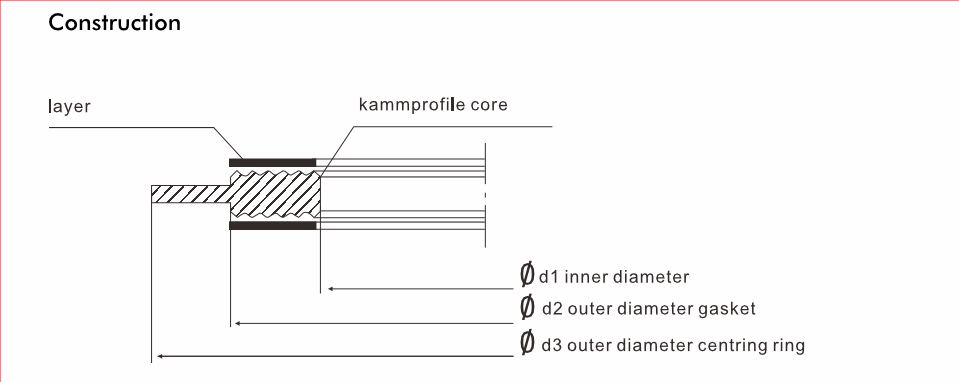 Construction
layer
kammprofile core
Ø d1 inner diameter
Ø d2 outer diameter gasket
Ø d3 outer diameter centring ring